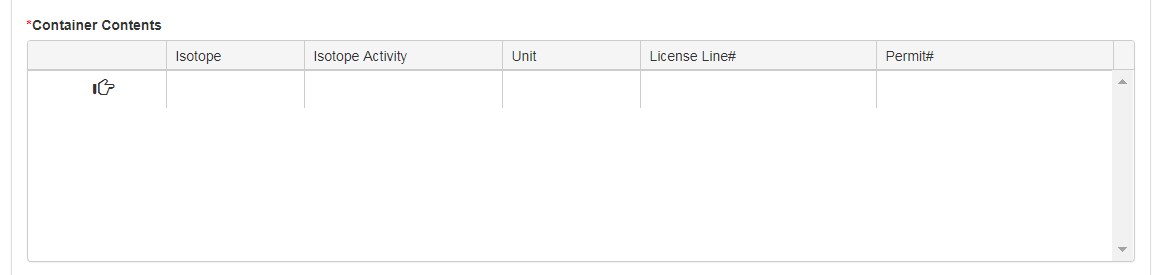 *Container Contents
Isotope Isotope Activity Unit License Line# Permit#